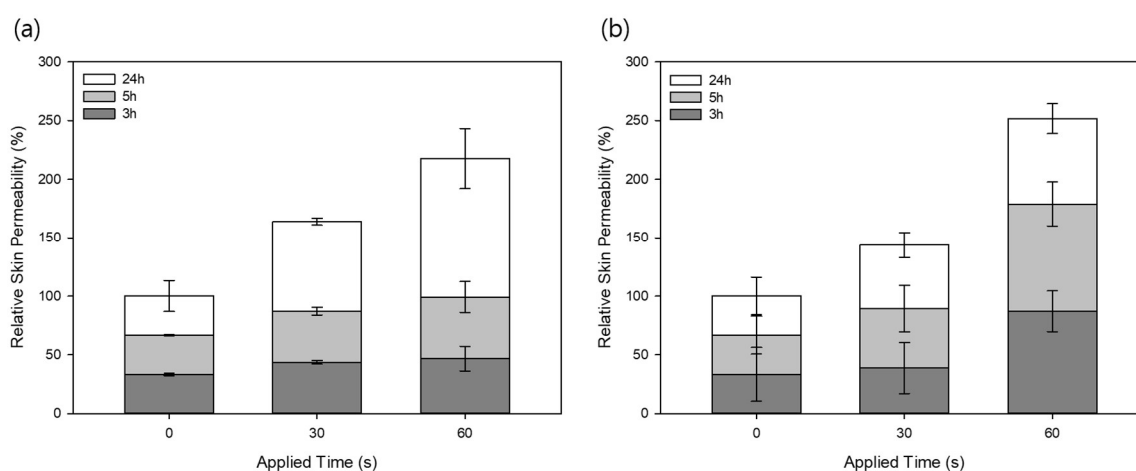 (a)
300
250
200
150
100
50
0
Relative Skin Permeability (%)
24h
5h
3h
0 30 60
Applied Time (s)
(b)
300
250
200
150
100
50
0
Relative Skin Permeability (%)
24h
5h
3h
0 30 60
Applied Time (s)